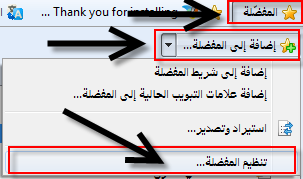 المفضلة
Thank you for installing ...
إضافة إلى المفضلة...
إضافة إلى شريط المفضلة
إضافة علامات التبويب الحالية إلى المفضلة...
استيراد وتصدير...
تنظيم المفضلة...